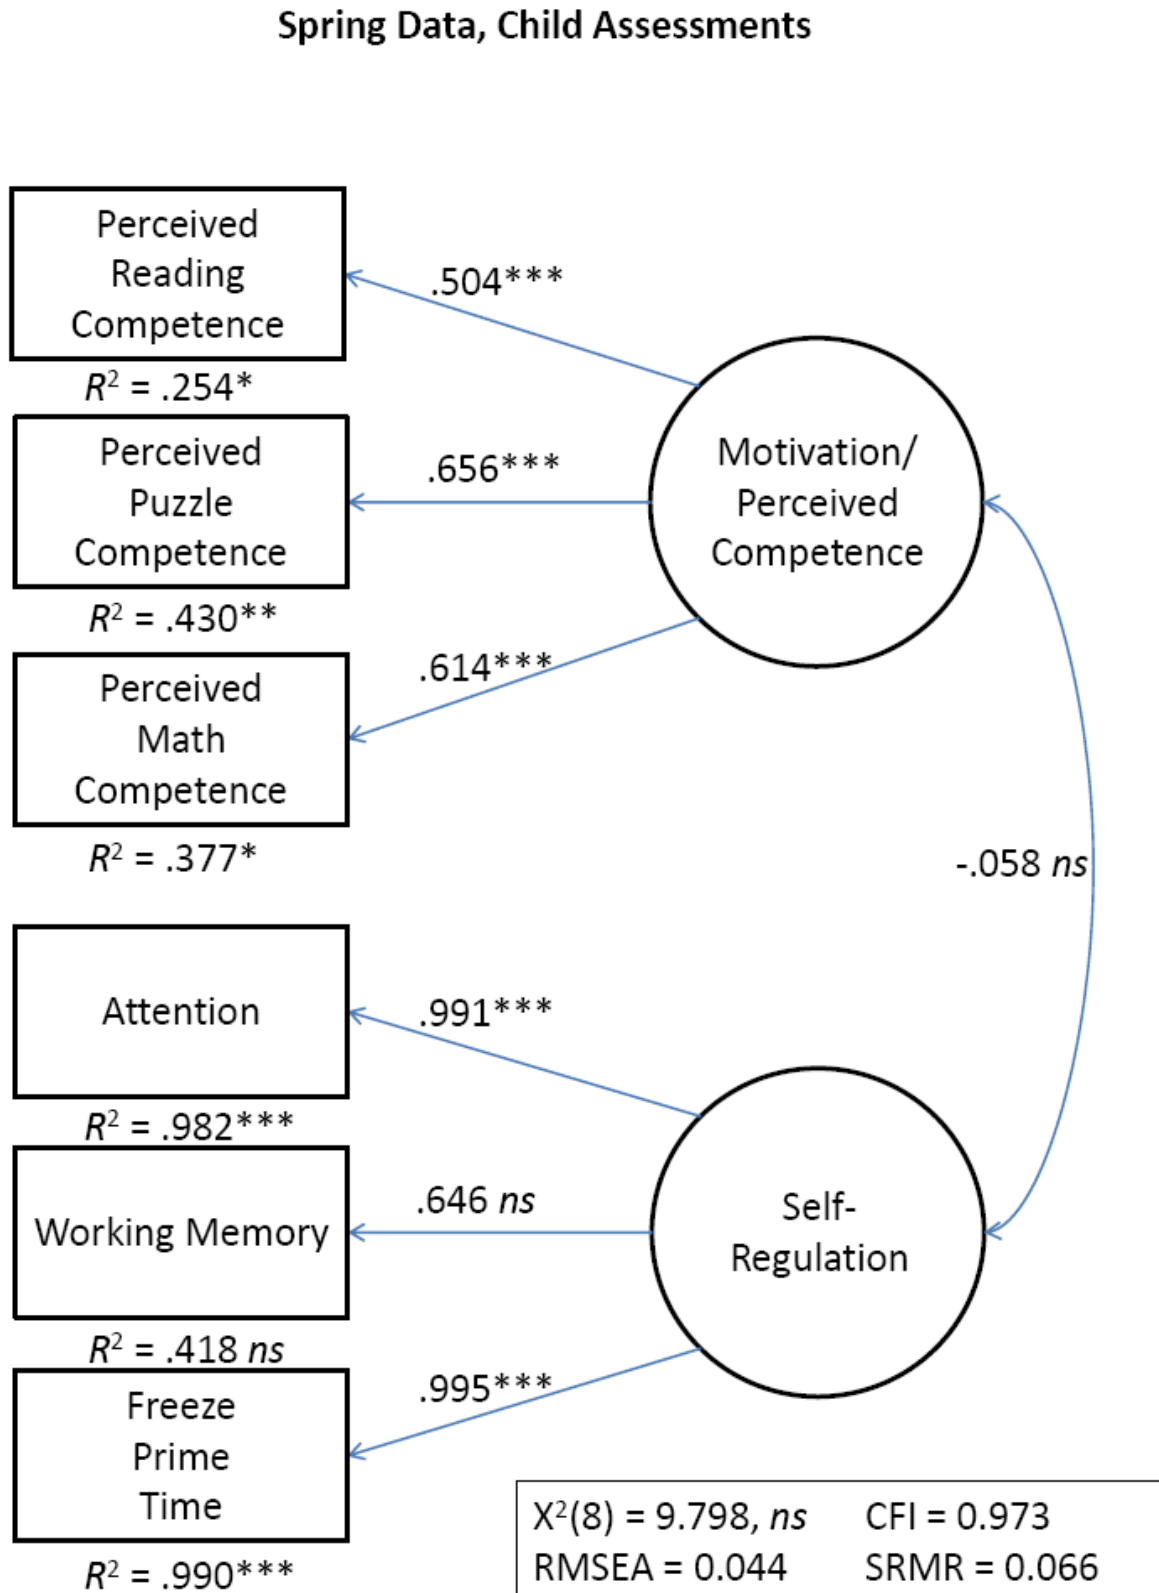 Spring Data, Child Assessments
Perceived
Reading
Competence
R² = .254*
.504***
Perceived
Puzzle
Competence
R² = .430**
.656***
Perceived
Math
Competence
R² = .377*
.614***
Motivation/
Perceived
Competence
-.058 ns
Attention
R² = .982***
.991***
Working Memory
R² = .418 ns
.646 ns
Freeze
Prime
Time
R² = .990***
.995***
Self-
Regulation
X²(8) = 9.798, ns CFI = 0.973
RMSEA = 0.044 SRMR = 0.066